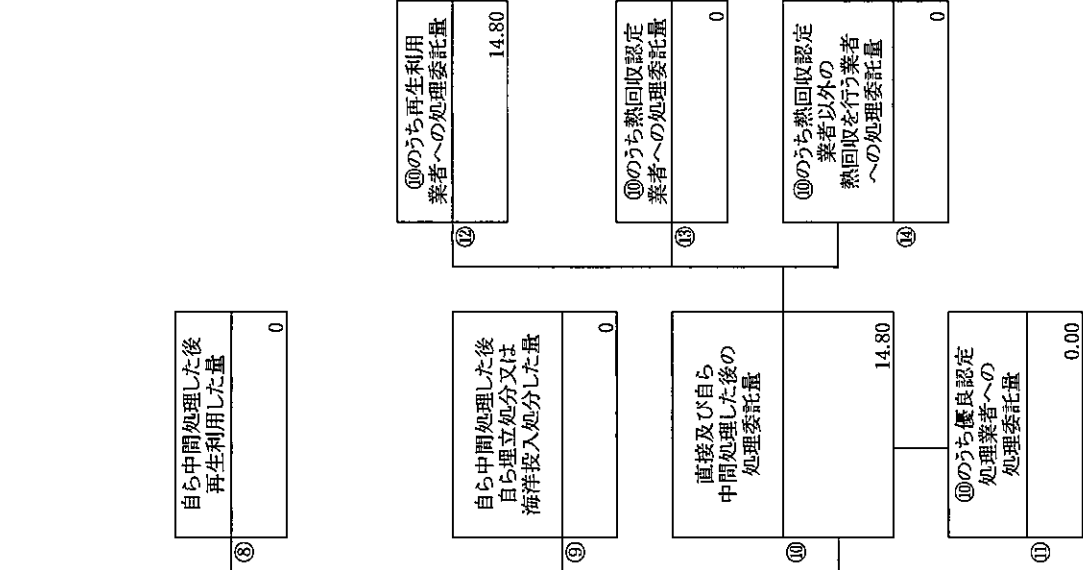 自ら中間処理した後
再生利用した量
⑧
0
自ら中間処理した後
自ら埋立処分又は
海洋投入処分した量
⑨
0
直接及び自ら
中間処理した後の
処理委託量
⑩
14.80
⑩のうち優良認定
処理業者への
処理委託量
⑪
0.00
⑩のうち再生利用
業者への処理委託量
⑫
14.80
⑩のうち熱回収認定
業者への処理委託量
⑬
0
⑩のうち熱回収認定
業者以外の
熱回収を行う業者
への処理委託量
⑭
0